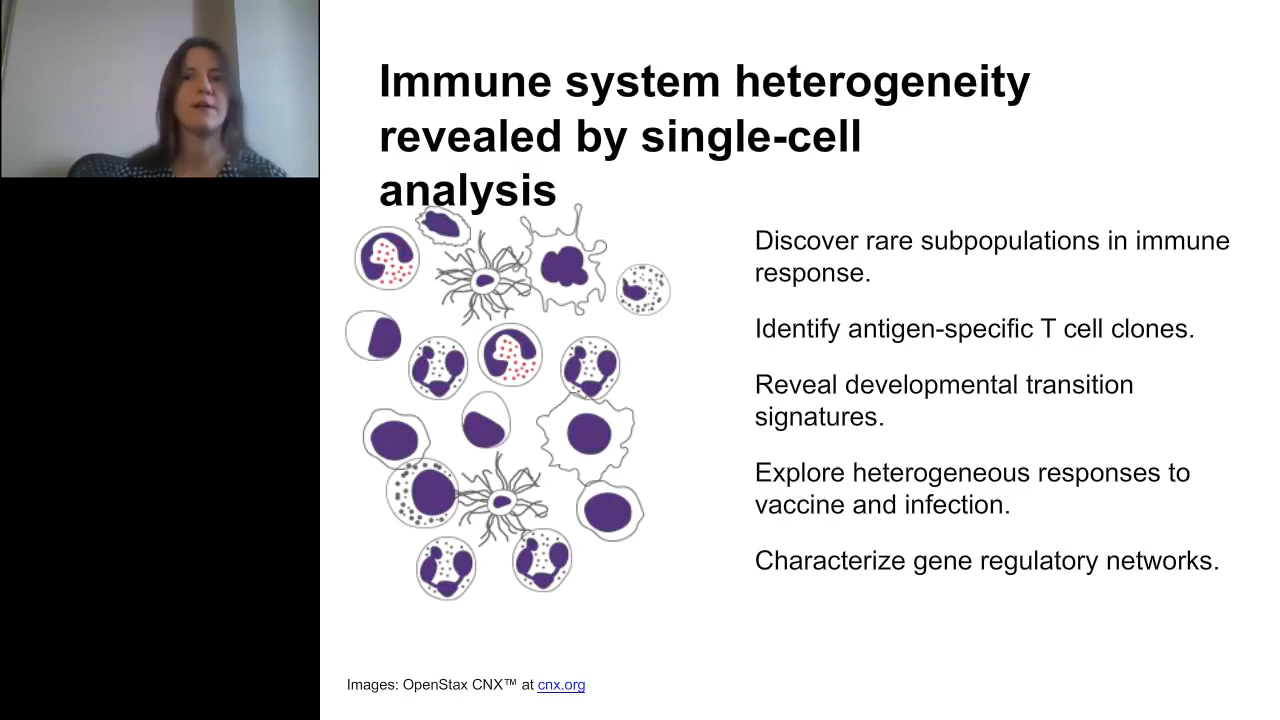 Immune system heterogeneity
revealed by single-cell
analysis
Discover rare subpopulations in immune
response.
Identify antigen-specific T cell clones.
Reveal developmental transition
signatures.
Explore heterogeneous responses to
vaccine and infection.
Characterize gene regulatory networks.
Images: OpenStax CNX™ at cnx.org